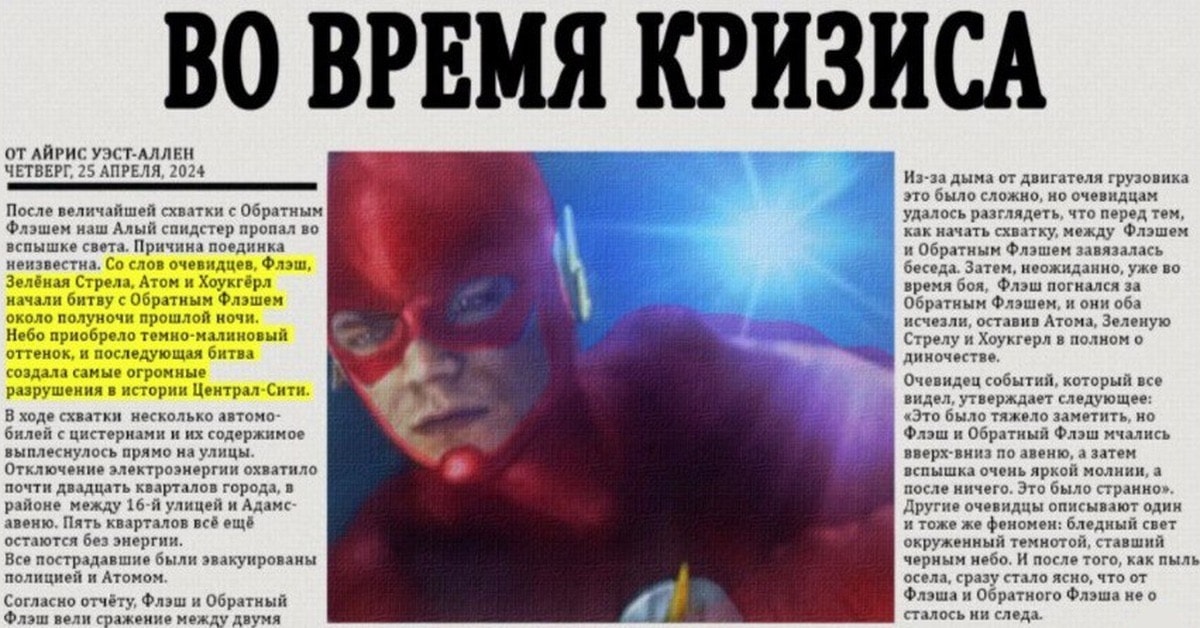 ВО ВРЕМЯ КРИЗИСА
ОТ АЙРИС УЭСТ-АЛЛЕН
ЧЕТВЕРГ, 25 АПРЕЛЯ, 2024
После величайшей схватки с Обратным
Флэшем наш Алый спидстер пропал во
вспышке света. Причина поединка
неизвестна. Со слов очевидцев, Флэш,
Зелёная Стрела, Атом и Хоукгёрл
начали битву с Обратным Флэшем
около полуночи прошлой ночи.
Небо приобрело темно-малиновый
оттенок, и последующая битва
создала самые огромные
разрушения в истории Централ-Сити.
В ходе схватки несколько автомо-
билей с цистернами и их содержимое
выплеснулось прямо на улицы.
Отключение электроэнергии охватило
почти двадцать кварталов города, в
районе между 16-й улицей и Адамс-
авеню. Пять кварталов всё ещё
остаются без энергии.
Все пострадавшие были эвакуированы
полицией и Атомом.
Согласно отчёту, Флэш и Обратный
Флэш вели сражение между двумя
Из-за дыма от двигателя грузовика
это было сложно, но очевидцам
удалось разглядеть, что перед тем,
как начать схватку, между Флэшем
и Обратным Флэшем завязалась
беседа. Затем, неожиданно, уже во
время боя, Флэш погнался за
Обратным Флэшем, и они оба
исчезли, оставив Атома, Зеленую
Стрелу и Хоукгерл в полном о
диночестве.
Очевидец событий, который все
видел, утверждает следующее:
«Это было тяжело заметить, но
Флэш и Обратный Флэш мчались
вверх-вниз по авеню, а затем
вспышка очень яркой молнии, а
после ничего. Это было странно».
Другие очевидцы описывают один
и тоже же феномен: бледный свет
окруженный темнотой, ставший
черным небо. И после того, как пыль
осела, сразу стало ясно, что от
Флэша и Обратного Флэша не о
сталось ни следа.